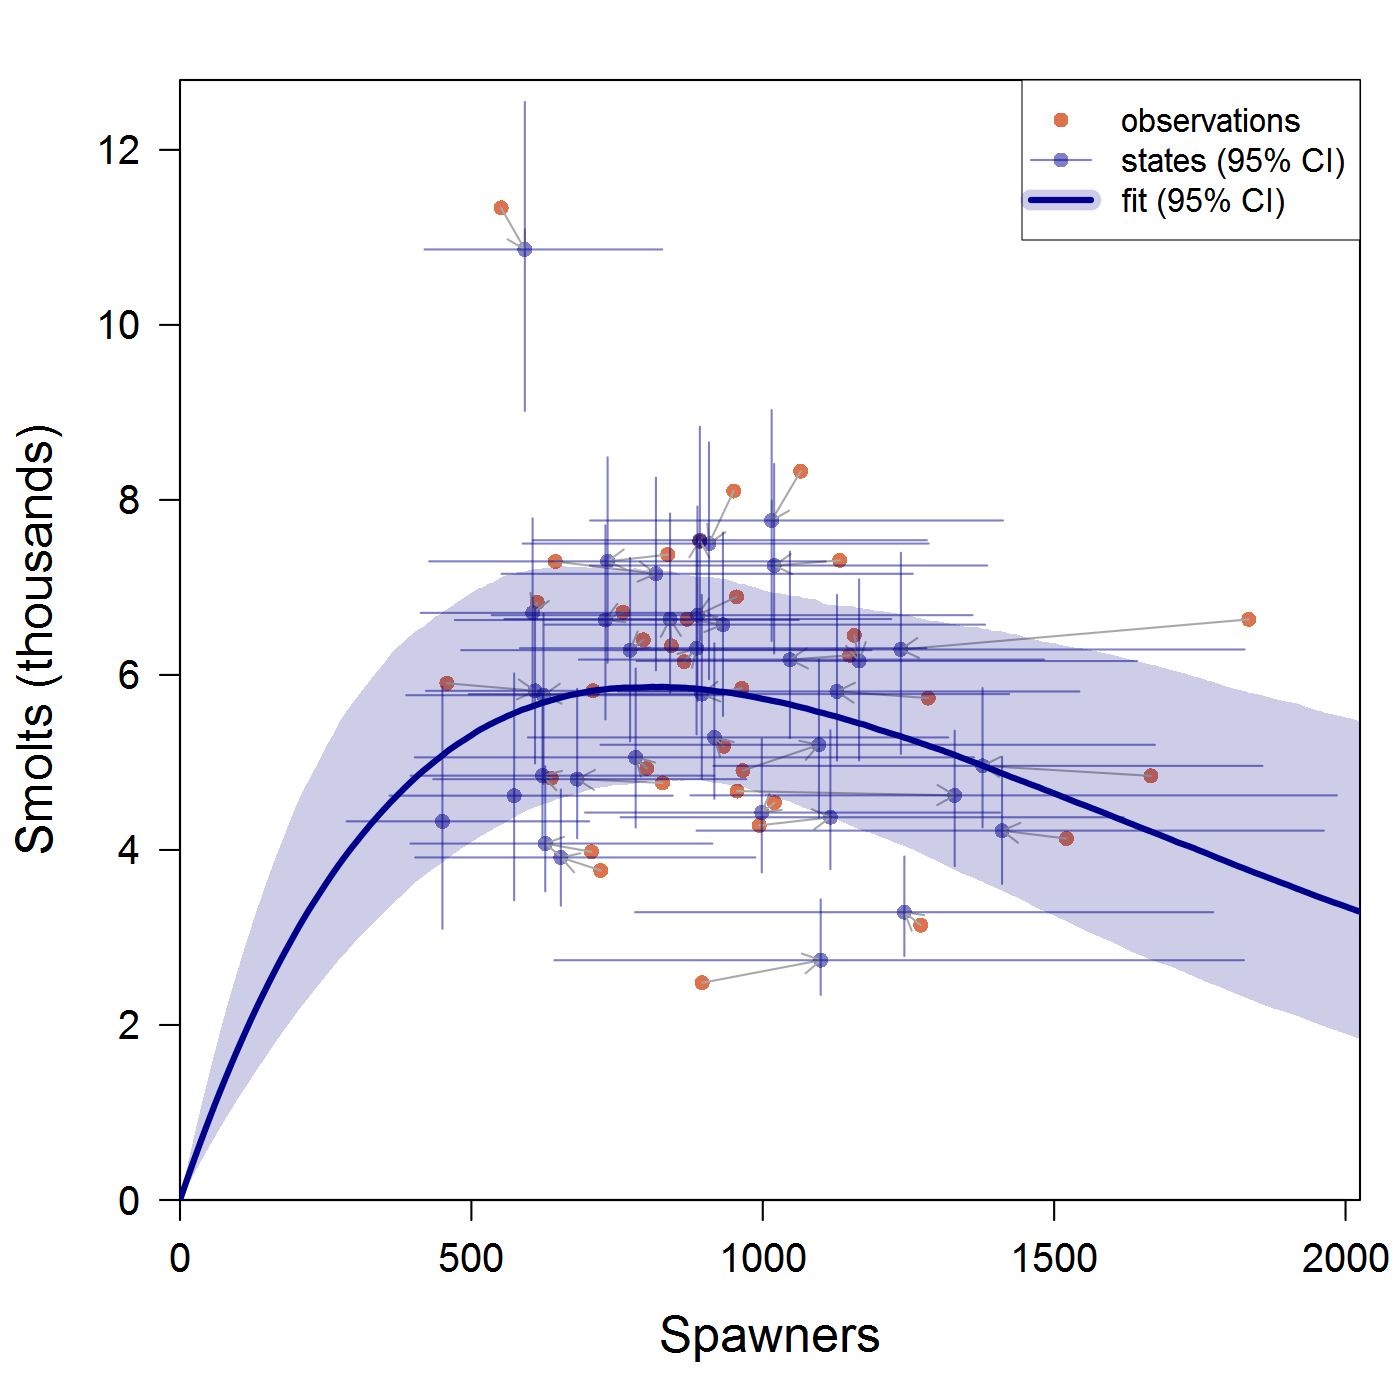 observations
states (95% CI)
fit (95% CI)
12
10
8
6
4
2
0
Smolts (thousands)
0 500 1000 1500 2000
Spawners